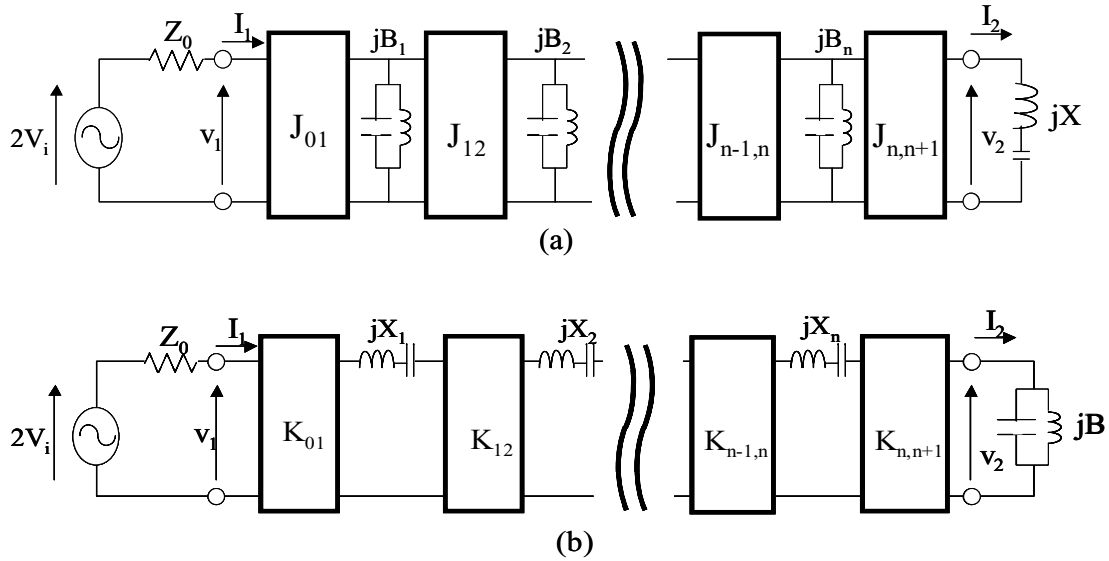 Z₀ I₁ jB₁ jB₂ jBₙ I₂
2Vᵢ v₁ J₀₁ J₁₂ Jₙ₋₁,ₙ Jₙ,ₙ₊₁ v₂ jX
(a)
Z₀ I₁ jX₁ jX₂ jXₙ I₂
2Vᵢ v₁ K₀₁ K₁₂ Kₙ₋₁,ₙ Kₙ,ₙ₊₁ v₂ jB
(b)